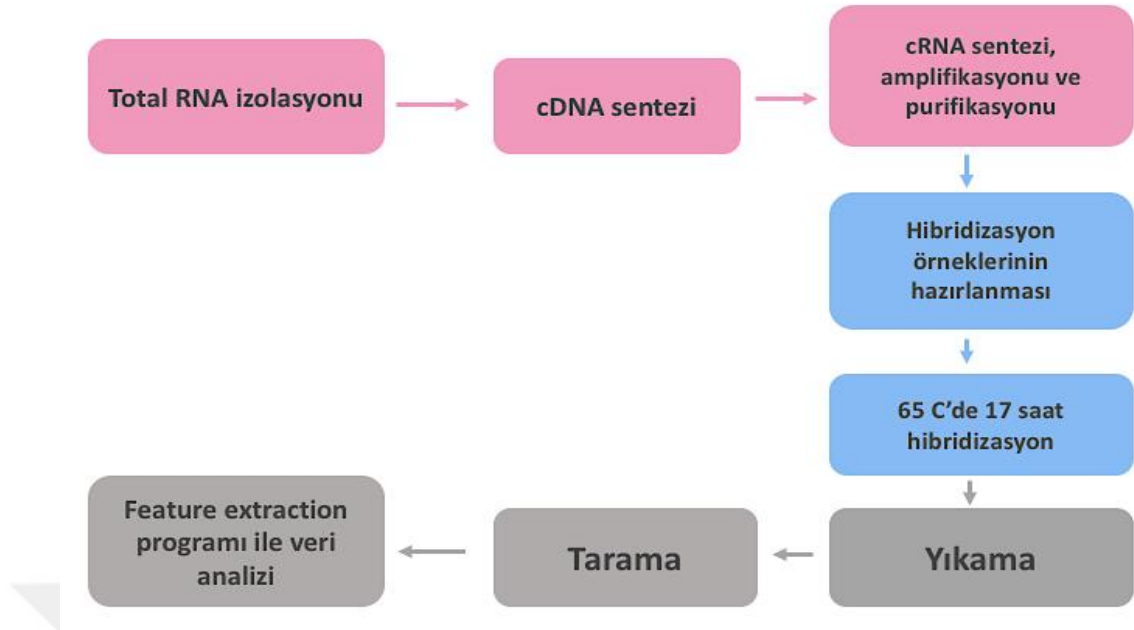 Total RNA izolasyonu
cDNA sentezi
cRNA sentezi,
amplifikasyonu ve
purifikasyonu
Hibridizasyon
örneklerinin
hazırlanması
65 C’de 17 saat
hibridizasyon
Yıkama
Tarama
Feature extraction
programı ile veri
analizi